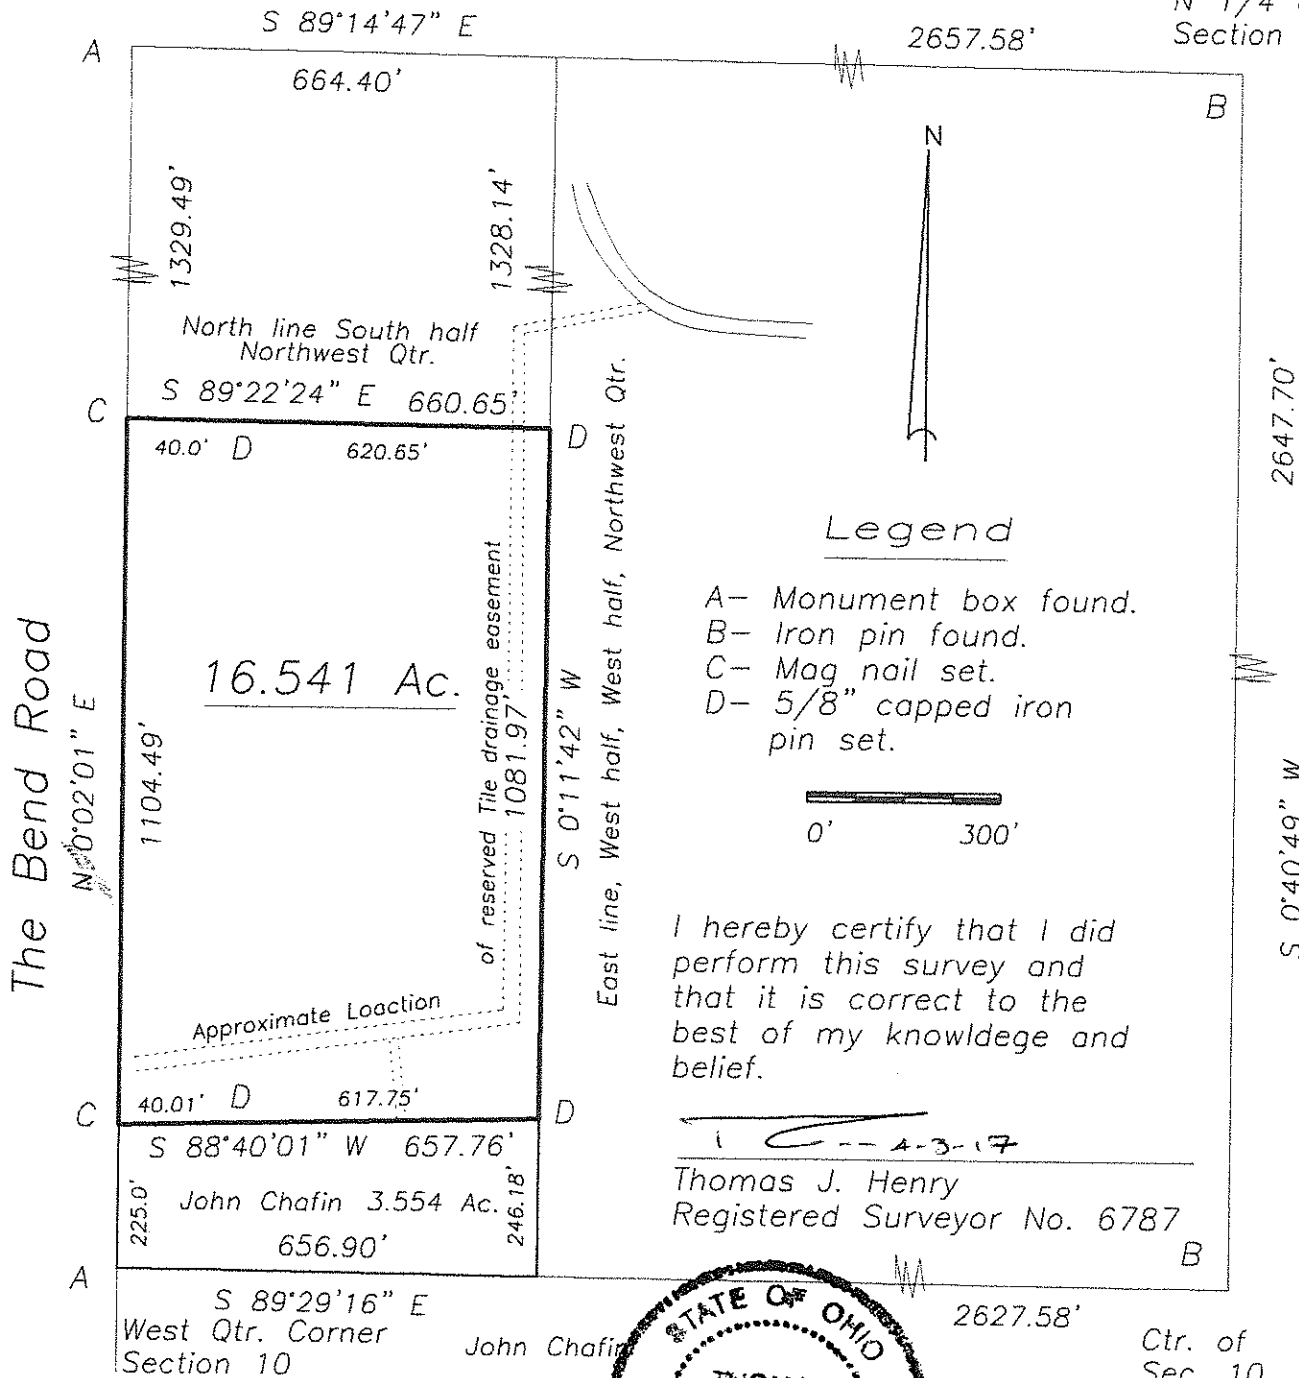 S 89°14'47" E
N 1/4
Section
A
2657.58'
664.40'
B
N
1329.49'
1328.14'
North line South half
Northwest Qtr.
S 89°22'24" E 660.65'
C
D
40.0' D 620.65'
2647.70'
East line, West half, West half, Northwest Qtr.
Legend
A- Monument box found.
B- Iron pin found.
C- Mag nail set.
D- 5/8" capped iron
pin set.
0' 300'
The Bend Road
N 0°02'01" E
1104.49'
16.541 Ac.
of reserved Tile drainage easement
1081.97'
S 0°11'42" W
S 0°40'49" W
I hereby certify that I did
perform this survey and
that it is correct to the
best of my knowldege and
belief.
Approximate Loaction
C
40.01' D 617.75'
D
4-3-17
S 88°40'01" W 657.76'
Thomas J. Henry
Registered Surveyor No. 6787
225.0'
John Chafin 3.554 Ac.
246.18'
656.90'
A
B
S 89°29'16" E
2627.58'
West Qtr. Corner
Section 10
John Chafin
STATE OF OHIO
Ctr. of
Sec. 10